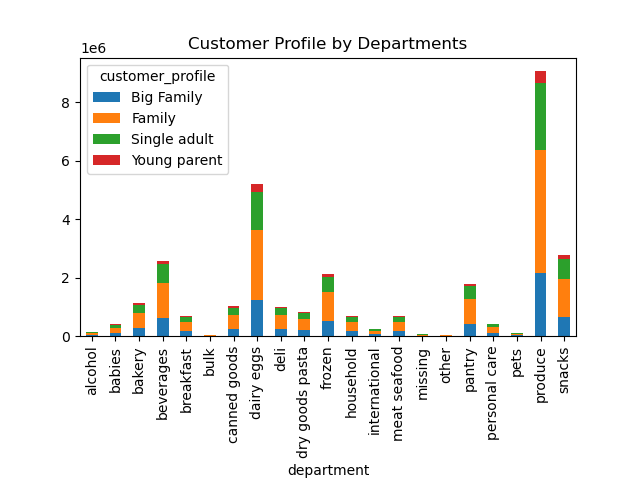 Customer Profile by Departments
1e6
customer_profile
Big Family
Family
Single adult
Young parent
8
6
4
2
0
alcohol
babies
bakery
beverages
breakfast
bulk
canned goods
dairy eggs
deli
dry goods pasta
frozen
household
international
meat seafood
missing
other
pantry
personal care
pets
produce
snacks
department